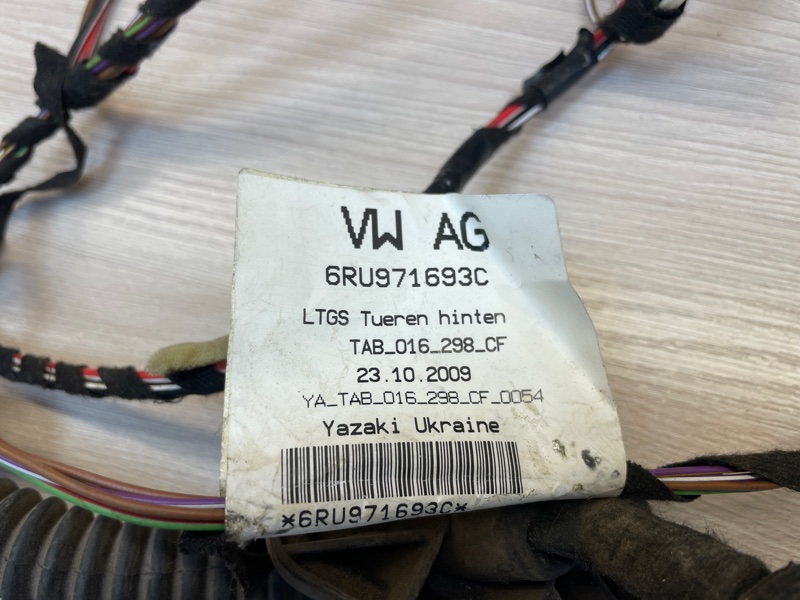 VW AG
6RU971693C
LTGS Tueren hinten
TAB_016_298_CF
23.10.2009
YA_TAB_016_298_CF_0054
Yazaki Ukraine
*6RU971693C*